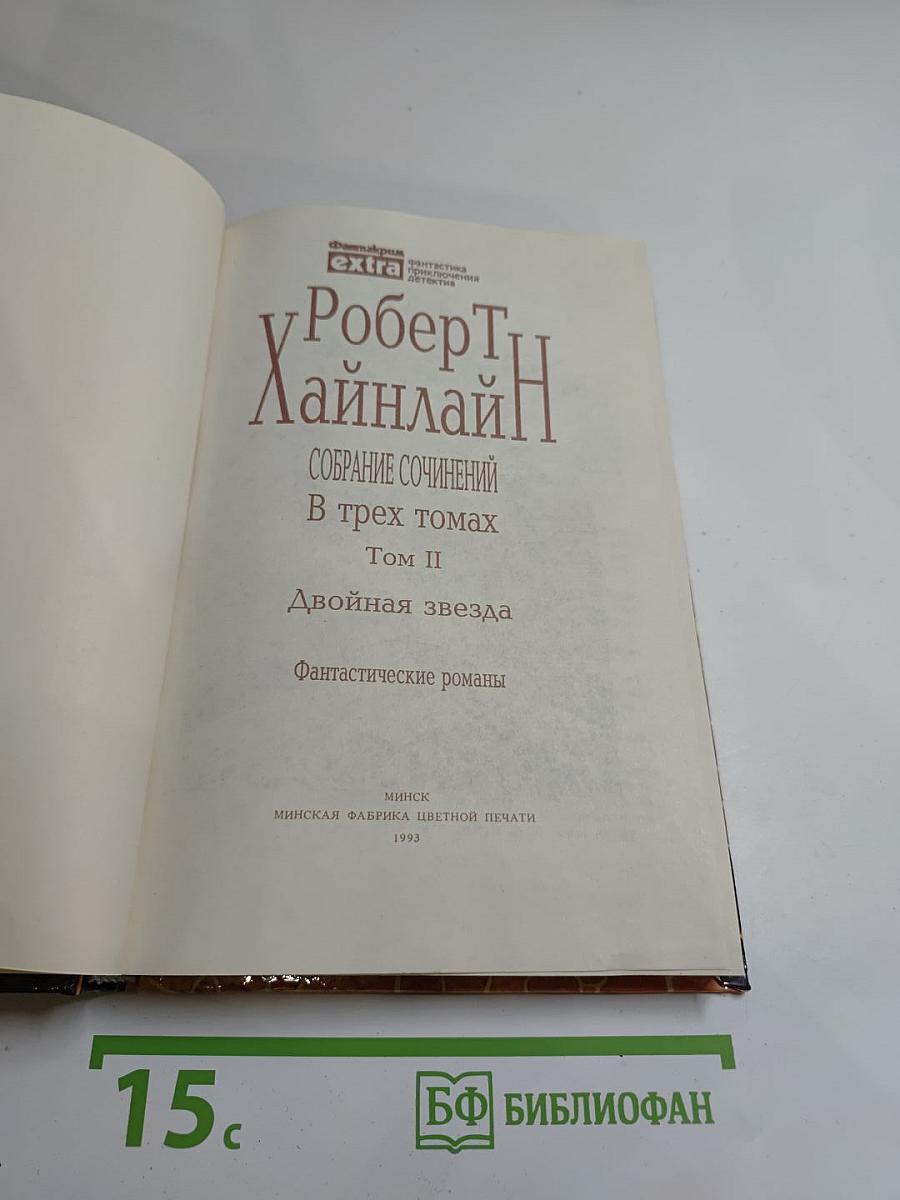 Фантакрим
extra
фантастика
приключения
детектив
Роберт
Хайнлайн
СОБРАНИЕ СОЧИНЕНИЙ
В трех томах
Том II
Двойная звезда
Фантастические романы
МИНСК
МИНСКАЯ ФАБРИКА ЦВЕТНОЙ ПЕЧАТИ
1993
15 с
БФ БИБЛИОФАН